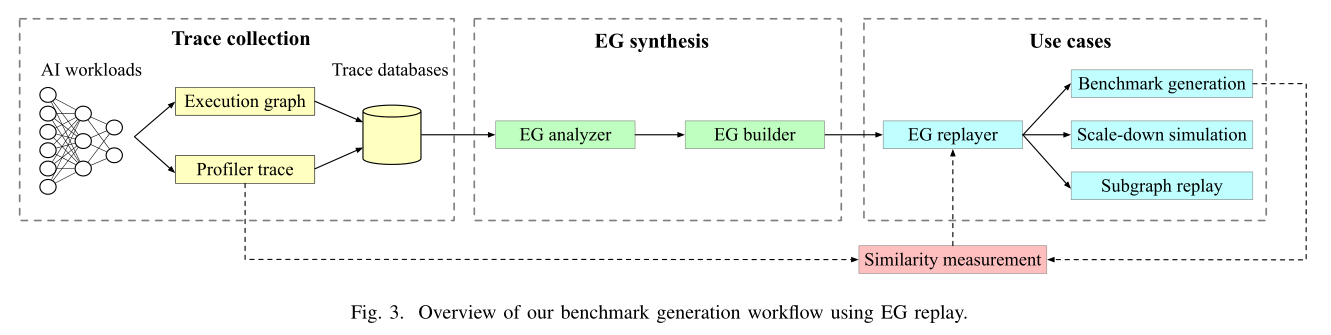 Trace collection
AI workloads
Execution graph
Profiler trace
Trace databases
EG synthesis
EG analyzer
EG builder
Use cases
EG replayer
Benchmark generation
Scale-down simulation
Subgraph replay
Similarity measurement
Fig. 3. Overview of our benchmark generation workflow using EG replay.